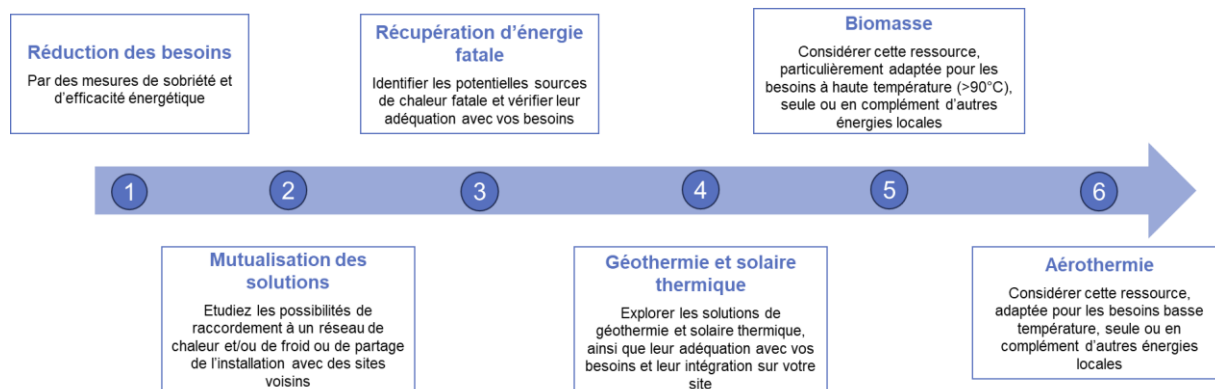 Réduction des besoins
Par des mesures de sobriété et
d'efficacité énergétique
Récupération d'énergie
fatale
Identifier les potentielles sources
de chaleur fatale et vérifier leur
adéquation avec vos besoins
Biomasse
Considérer cette ressource,
particulièrement adaptée pour les
besoins à haute température (>90°C),
seule ou en complément d'autres
énergies locales
1
2
3
4
5
6
Mutualisation des
solutions
Etudiez les possibilités de
raccordement à un réseau de
chaleur et/ou de froid ou de partage
de l'installation avec des sites
voisins
Géothermie et solaire
thermique
Explorer les solutions de
géothermie et solaire thermique,
ainsi que leur adéquation avec vos
besoins et leur intégration sur votre
site
Aérothermie
Considérer cette ressource,
adaptée pour les besoins basse
température, seule ou en
complément d'autres énergies
locales